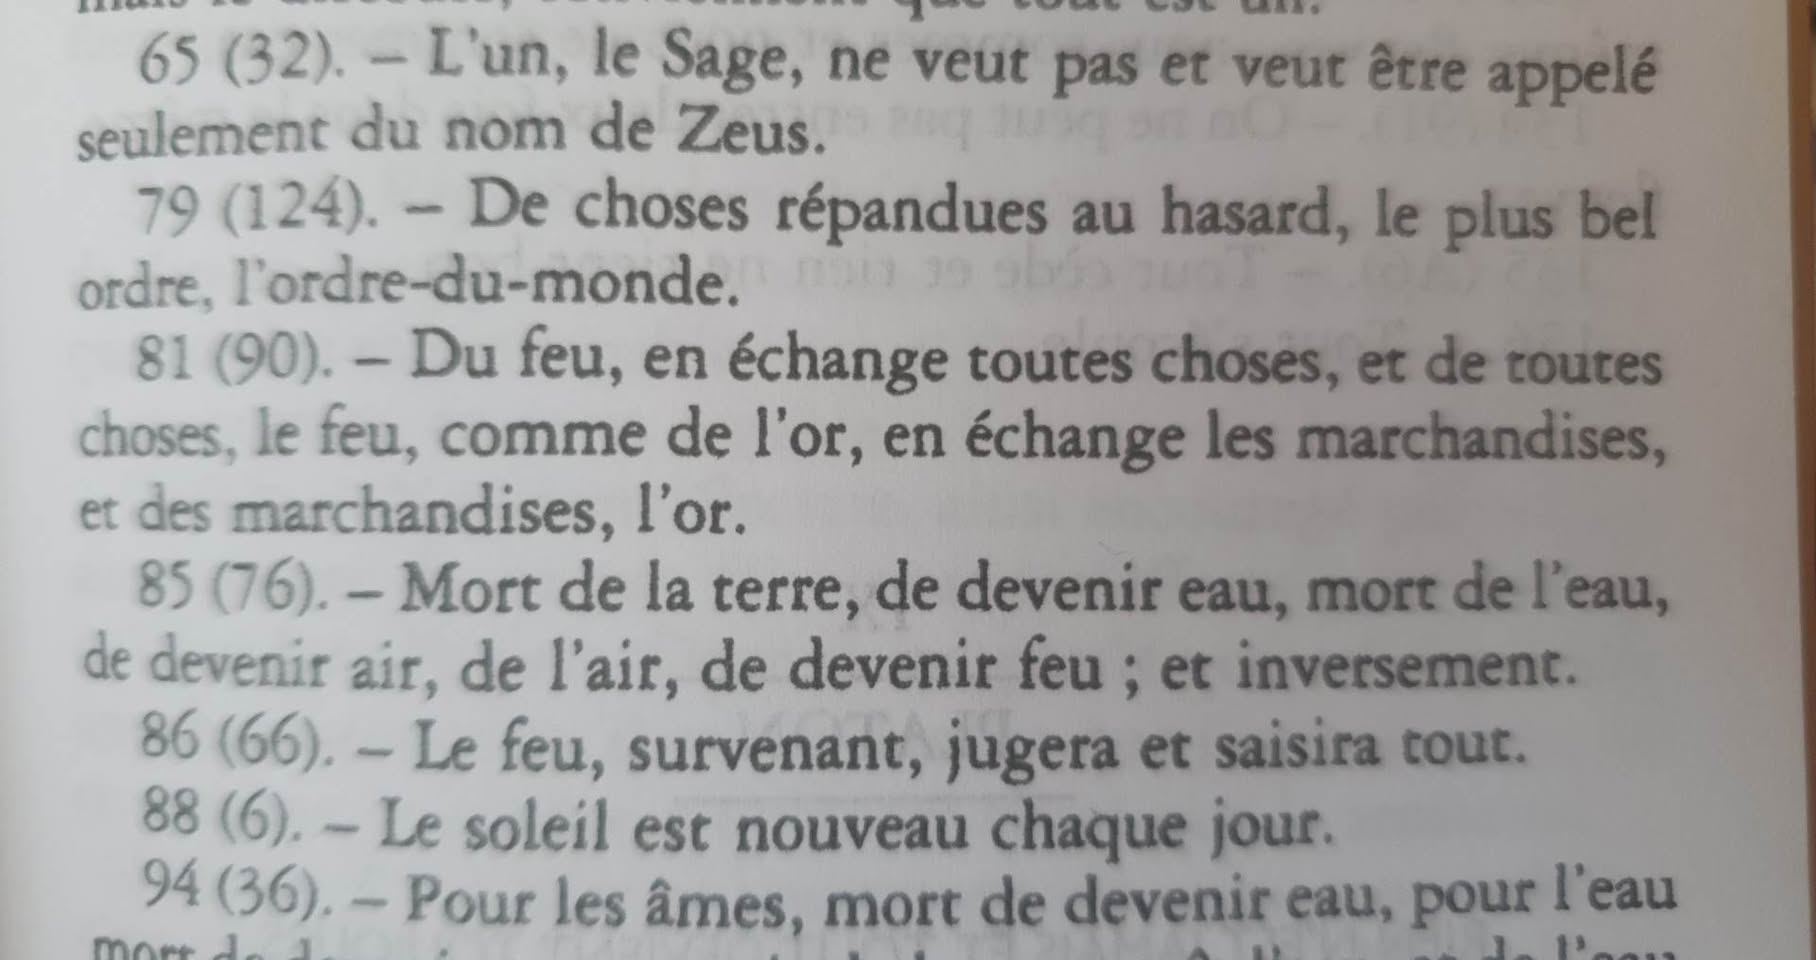 que tout est un.
65 (32). – L'un, le Sage, ne veut pas et veut être appelé
seulement du nom de Zeus.
79 (124). – De choses répandues au hasard, le plus bel
ordre, l'ordre-du-monde.
81 (90). – Du feu, en échange toutes choses, et de toutes
choses, le feu, comme de l'or, en échange les marchandises,
et des marchandises, l'or.
85 (76). – Mort de la terre, de devenir eau, mort de l'eau,
de devenir air, de l'air, de devenir feu ; et inversement.
86 (66). – Le feu, survenant, jugera et saisira tout.
88 (6). – Le soleil est nouveau chaque jour.
94 (36). – Pour les âmes, mort de devenir eau, pour l'eau
mort de